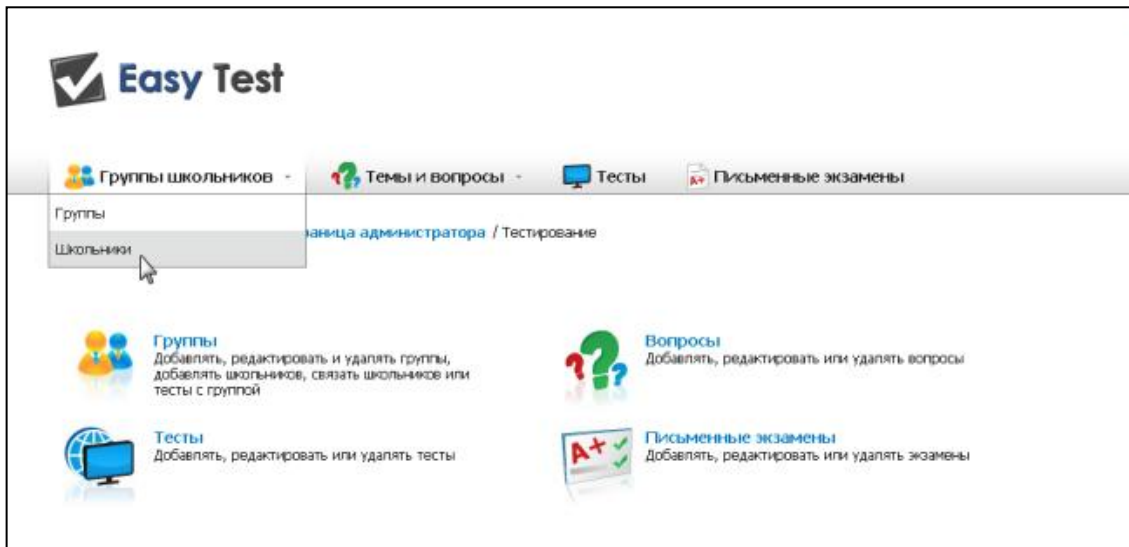 Easy Test
Группы школьников
Темы и вопросы
Тесты
A+ Письменные экзамены
Группы
Школьники
аница администратора / Тестирование
Группы
Добавлять, редактировать и удалять группы,
добавлять школьников, связать школьников или
тесты с группой
Вопросы
Добавлять, редактировать или удалять вопросы
Тесты
Добавлять, редактировать или удалять тесты
A+
Письменные экзамены
Добавлять, редактировать или удалять экзамены